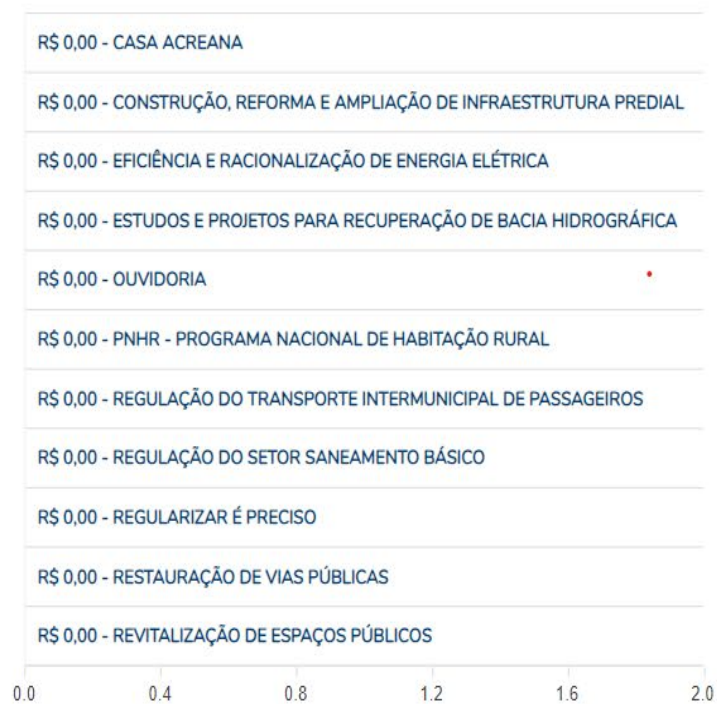 R$ 0,00 - CASA ACREANA
R$ 0,00 - CONSTRUÇÃO, REFORMA E AMPLIAÇÃO DE INFRAESTRUTURA PREDIAL
R$ 0,00 - EFICIÊNCIA E RACIONALIZAÇÃO DE ENERGIA ELÉTRICA
R$ 0,00 - ESTUDOS E PROJETOS PARA RECUPERAÇÃO DE BACIA HIDROGRÁFICA
R$ 0,00 - OUVIDORIA
R$ 0,00 - PNHR - PROGRAMA NACIONAL DE HABITAÇÃO RURAL
R$ 0,00 - REGULAÇÃO DO TRANSPORTE INTERMUNICIPAL DE PASSAGEIROS
R$ 0,00 - REGULAÇÃO DO SETOR SANEAMENTO BÁSICO
R$ 0,00 - REGULARIZAR É PRECISO
R$ 0,00 - RESTAURAÇÃO DE VIAS PÚBLICAS
R$ 0,00 - REVITALIZAÇÃO DE ESPAÇOS PÚBLICOS
0.0 0.4 0.8 1.2 1.6 2.0